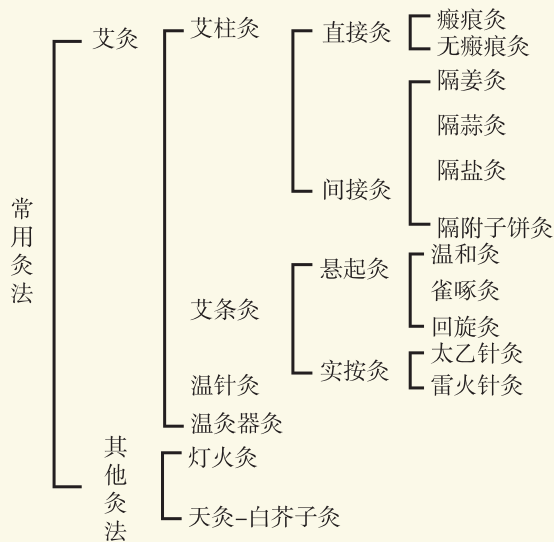 常用灸法
艾灸
艾柱灸
直接灸
瘢痕灸
无瘢痕灸
间接灸
隔姜灸
隔蒜灸
隔盐灸
隔附子饼灸
艾条灸
悬起灸
温和灸
雀啄灸
回旋灸
实按灸
太乙针灸
雷火针灸
温针灸
温灸器灸
其他灸法
灯火灸
天灸-白芥子灸